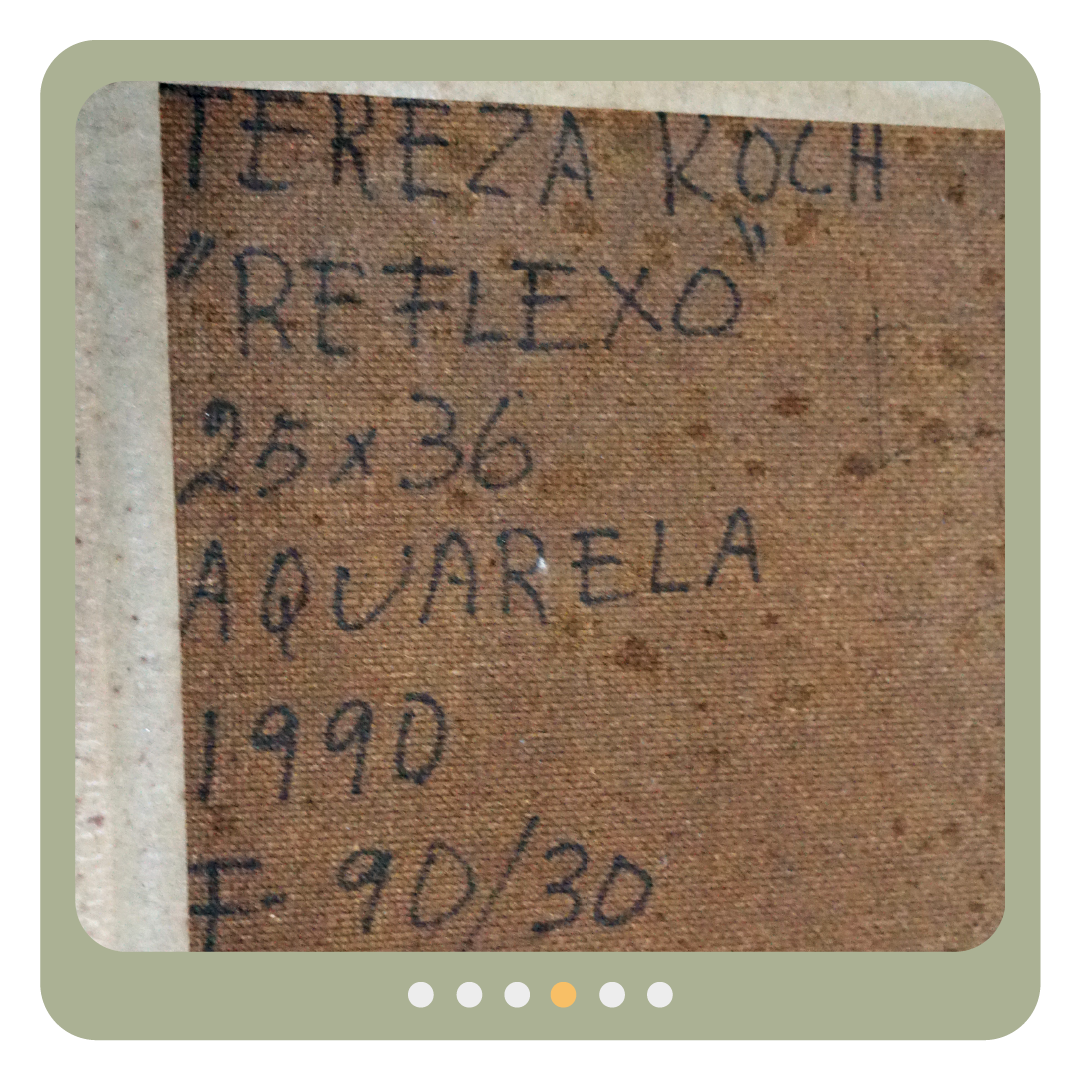 TEREZA KOCH
"REFLEXO"
25x36
AQUARELA
1990
F- 90/30